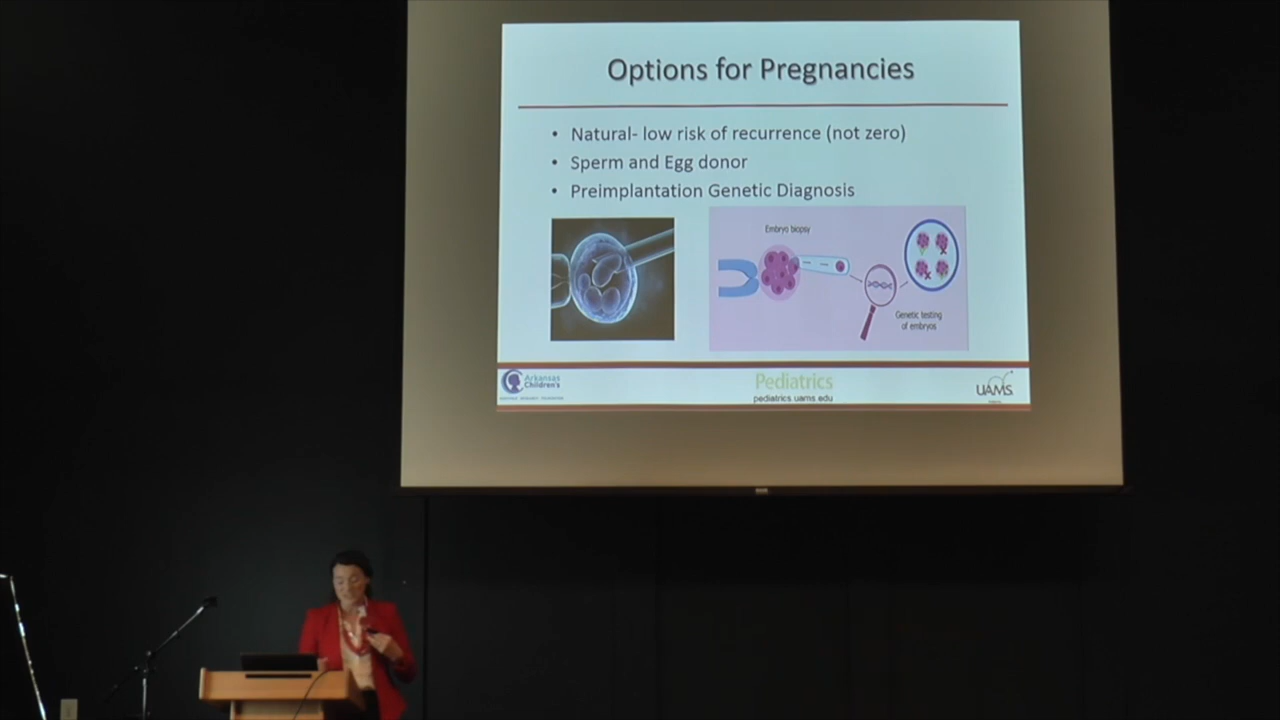 Options for Pregnancies
• Natural- low risk of recurrence (not zero)
• Sperm and Egg donor
• Preimplantation Genetic Diagnosis
Embryo biopsy
Genetic testing
of embryos
Arkansas
Children's
Pediatrics
pediatrics.uams.edu
UAMS